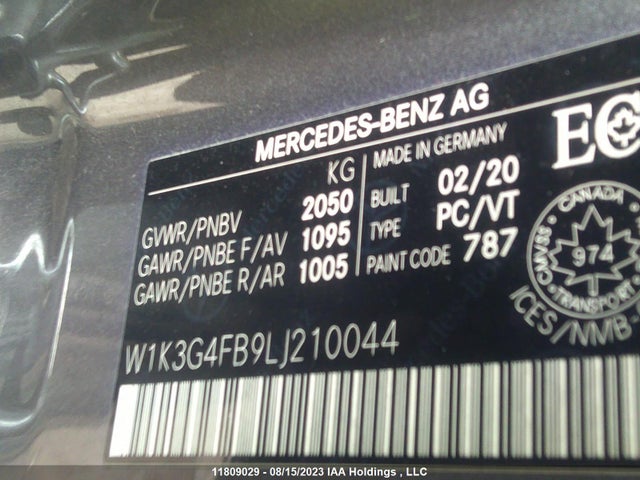 MERCEDES-BENZ AG
KG
GVWR/PNBV 2050
GAWR/PNBE F/AV 1095
GAWR/PNBE R/AR 1005
MADE IN GERMANY
BUILT 02/20
TYPE PC/VT
PAINT CODE 787
CANADA
CMVSS 974
TRANSPORT
ICES/NMB-
W1K3G4FB9LJ210044
11809029 - 08/15/2023 IAA Holdings , LLC